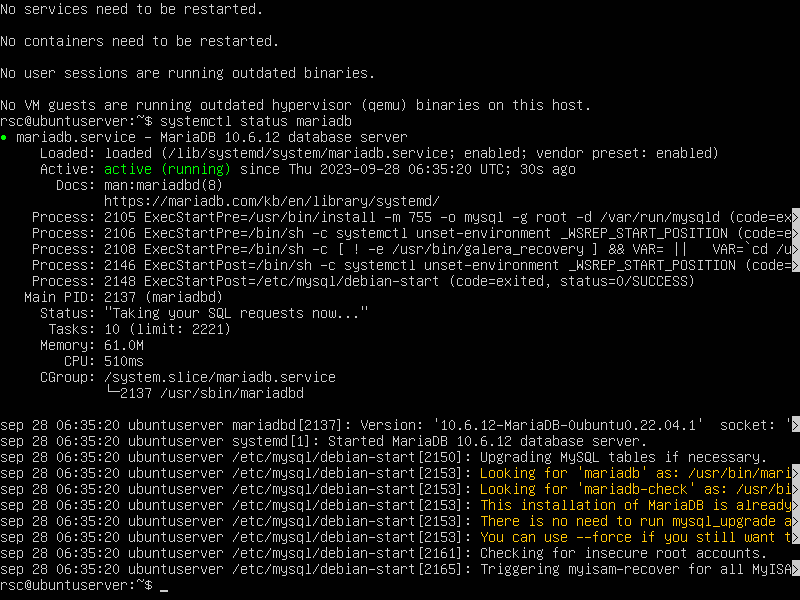 No services need to be restarted.
No containers need to be restarted.
No user sessions are running outdated binaries.
No VM guests are running outdated hypervisor (qemu) binaries on this host.
rsc@ubuntuserver:~$ systemctl status mariadb
● mariadb.service – MariaDB 10.6.12 database server
Loaded: loaded (/lib/systemd/system/mariadb.service; enabled; vendor preset: enabled)
Active: active (running) since Thu 2023-09-28 06:35:20 UTC; 30s ago
Docs: man:mariadbd(8)
https://mariadb.com/kb/en/library/systemd/
Process: 2105 ExecStartPre=/usr/bin/install -m 755 -o mysql -g root -d /var/run/mysqld (code=ex>
Process: 2106 ExecStartPre=/bin/sh -c systemctl unset-environment _WSREP_START_POSITION (code=e>
Process: 2108 ExecStartPre=/bin/sh -c [ ! -e /usr/bin/galera_recovery ] && VAR= ||   VAR=`cd /u>
Process: 2146 ExecStartPost=/bin/sh -c systemctl unset-environment _WSREP_START_POSITION (code=>
Process: 2148 ExecStartPost=/etc/mysql/debian-start (code=exited, status=0/SUCCESS)
Main PID: 2137 (mariadbd)
Status: "Taking your SQL requests now..."
Tasks: 10 (limit: 2221)
Memory: 61.0M
CPU: 510ms
CGroup: /system.slice/mariadb.service
└─2137 /usr/sbin/mariadbd
sep 28 06:35:20 ubuntuserver mariadbd[2137]: Version: '10.6.12-MariaDB-0ubuntu0.22.04.1'  socket: '>
sep 28 06:35:20 ubuntuserver systemd[1]: Started MariaDB 10.6.12 database server.
sep 28 06:35:20 ubuntuserver /etc/mysql/debian-start[2150]: Upgrading MySQL tables if necessary.
sep 28 06:35:20 ubuntuserver /etc/mysql/debian-start[2153]: Looking for 'mariadb' as: /usr/bin/mari>
sep 28 06:35:20 ubuntuserver /etc/mysql/debian-start[2153]: Looking for 'mariadb-check' as: /usr/bi>
sep 28 06:35:20 ubuntuserver /etc/mysql/debian-start[2153]: This installation of MariaDB is already>
sep 28 06:35:20 ubuntuserver /etc/mysql/debian-start[2153]: There is no need to run mysql_upgrade a>
sep 28 06:35:20 ubuntuserver /etc/mysql/debian-start[2153]: You can use --force if you still want t>
sep 28 06:35:20 ubuntuserver /etc/mysql/debian-start[2161]: Checking for insecure root accounts.
sep 28 06:35:20 ubuntuserver /etc/mysql/debian-start[2165]: Triggering myisam-recover for all MyISA>
rsc@ubuntuserver:~$ _